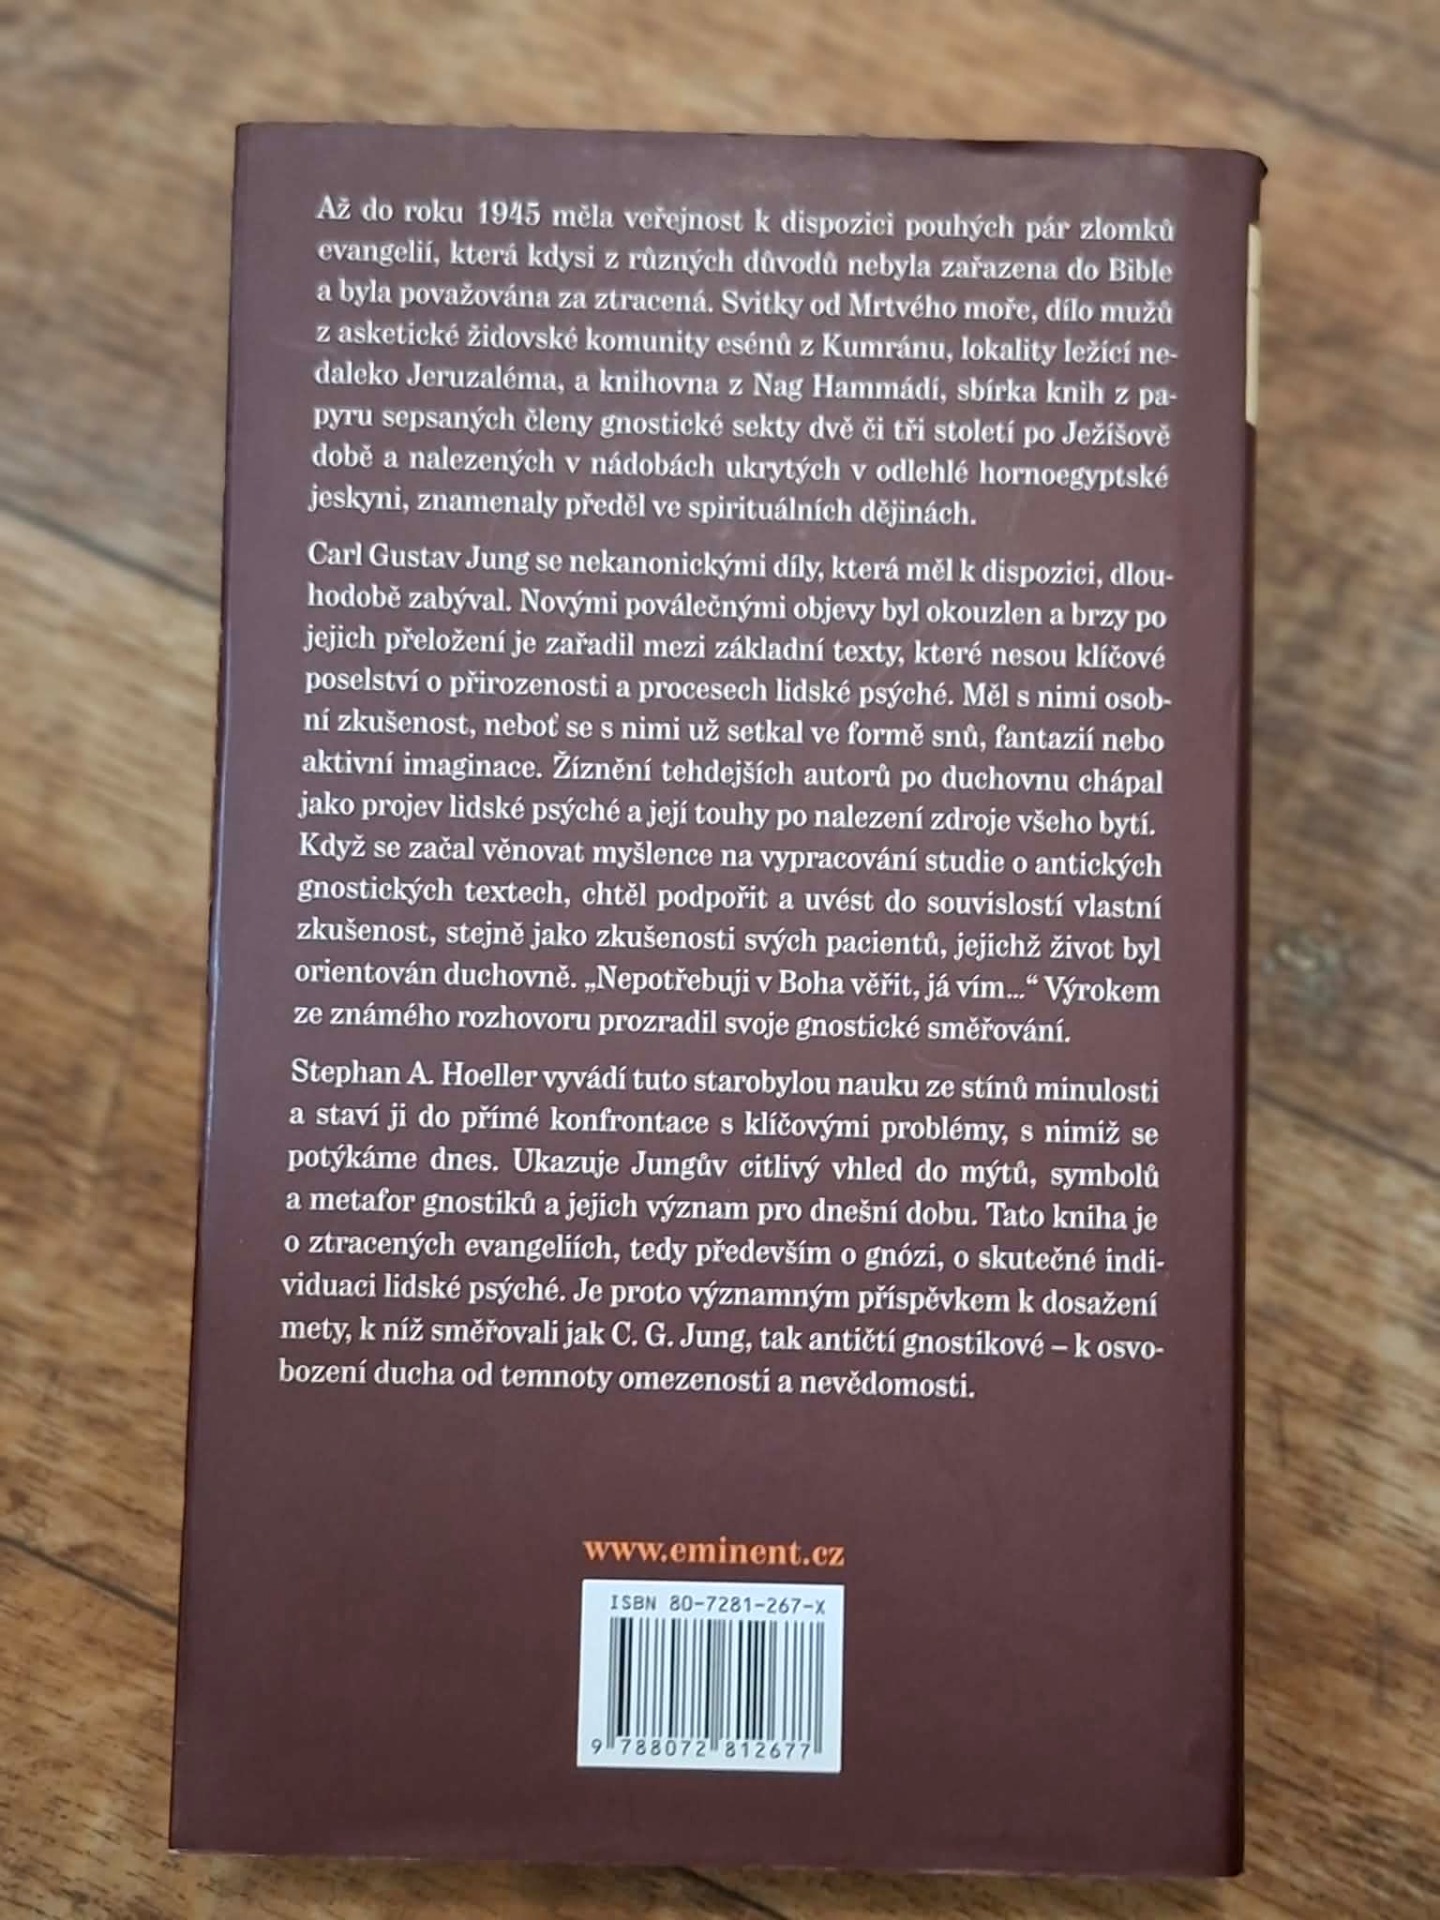 Až do roku 1945 měla veřejnost k dispozici pouhých pár zlomků
evangelií, která kdysi z různých důvodů nebyla zařazena do Bible
a byla považována za ztracená. Svitky od Mrtvého moře, dílo mužů
z asketické židovské komunity esénů z Kumránu, lokality ležící ne-
daleko Jeruzaléma, a knihovna z Nag Hammádí, sbírka knih z pa-
pyru sepsaných členy gnostické sekty dvě či tři století po Ježíšově
době a nalezených v nádobách ukrytých v odlehlé hornoegyptské
jeskyni, znamenaly předěl ve spirituálních dějinách.
Carl Gustav Jung se nekanonickými díly, která měl k dispozici, dlou-
hodobě zabýval. Novými poválečnými objevy byl okouzlen a brzy po
jejich přeložení je zařadil mezi základní texty, které nesou klíčové
poselství o přirozenosti a procesech lidské psýché. Měl s nimi osob-
ní zkušenost, neboť se s nimi už setkal ve formě snů, fantazií nebo
aktivní imaginace. Žíznění tehdejších autorů po duchovnu chápal
jako projev lidské psýché a její touhy po nalezení zdroje všeho bytí.
Když se začal věnovat myšlence na vypracování studie o antických
gnostických textech, chtěl podpořit a uvést do souvislostí vlastní
zkušenost, stejně jako zkušenosti svých pacientů, jejichž život byl
orientován duchovně. „Nepotřebuji v Boha věřit, já vím...“ Výrokem
ze známého rozhovoru prozradil svoje gnostické směřování.
Stephan A. Hoeller vyvádí tuto starobylou nauku ze stínů minulosti
a staví ji do přímé konfrontace s klíčovými problémy, s nimiž se
potýkáme dnes. Ukazuje Jungův citlivý vhled do mýtů, symbolů
a metafor gnostiků a jejich význam pro dnešní dobu. Tato kniha je
o ztracených evangeliích, tedy především o gnózi, o skutečné indi-
viduaci lidské psýché. Je proto významným příspěvkem k dosažení
mety, k níž směřovali jak C. G. Jung, tak antičtí gnostikové – k osvo-
bození ducha od temnoty omezenosti a nevědomosti.
www.eminent.cz
ISBN 80-7281-267-X
9 788072 812677